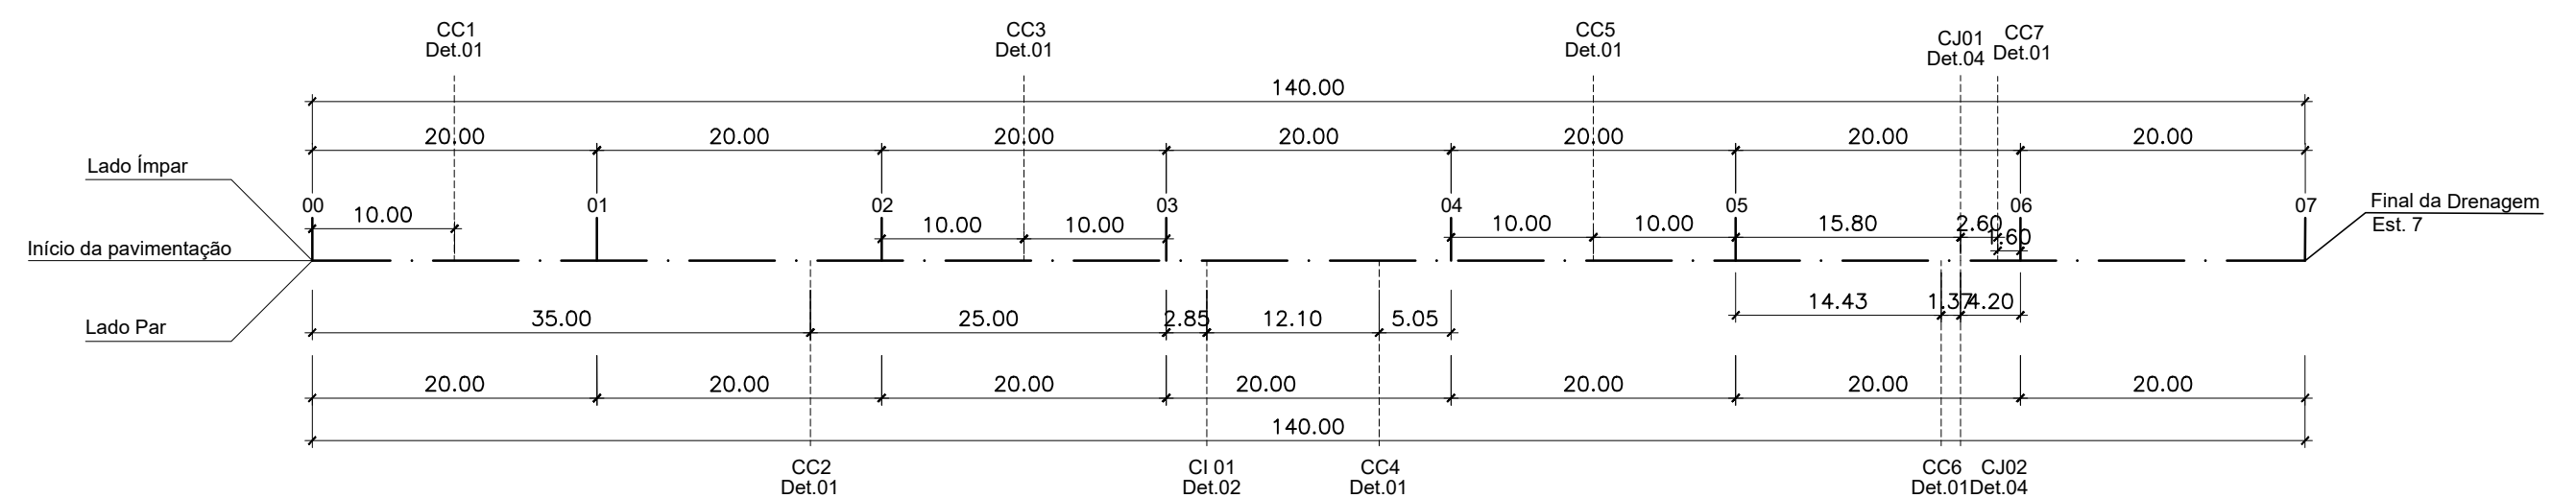 CC1
Det.01
CC3
Det.01
CC5
Det.01
CJ01
Det.04
CC7
Det.01
140.00
20.00 20.00 20.00 20.00 20.00 20.00 20.00
Lado Ímpar
00 01 02 03 04 05 06 07
10.00 10.00 10.00 10.00 10.00 15.80 2.60
1.60
Final da Drenagem
Est. 7
Início da pavimentação
Lado Par
14.43 1.37 4.20
35.00 25.00 2.85 12.10 5.05
20.00 20.00 20.00 20.00 20.00 20.00 20.00
140.00
CC2
Det.01
CI 01
Det.02
CC4
Det.01
CC6
Det.01
CJ02
Det.04